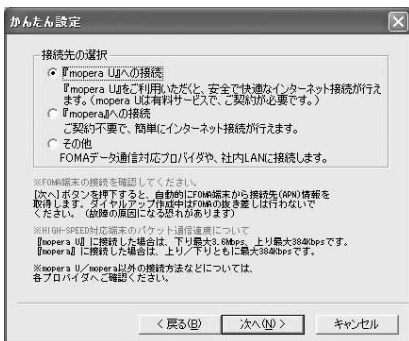 かんたん設定
接続先の選択
『mopera U』への接続
『mopera U』をご利用いただくと、安全で快適なインターネット接続が行え
ます。(mopera Uは有料サービスで、ご契約が必要です。)
『mopera』への接続
ご契約不要で、簡単にインターネット接続が行えます。
その他
FOMAデータ通信対応プロバイダや、社内LANに接続します。
※FOMA端末の接続を確認してください。
[次へ]ボタンを押下すると、自動的にFOMA端末から接続先(APN)情報を
取得します。ダイヤルアップ作成中はFOMAの抜き差しは行わないで
ください。(故障の原因になる恐れがあります)
※HIGH-SPEED対応端末のパケット通信速度について
『mopera U』に接続した場合は、下り最大3.6Mbps、上り最大384kbpsです。
『mopera』に接続した場合は、上り/下りともに最大384kbpsです。
※mopera U/mopera以外の接続方法などについては、
各プロバイダへご確認ください。
< 戻る(B)
次へ(N) >
キャンセル